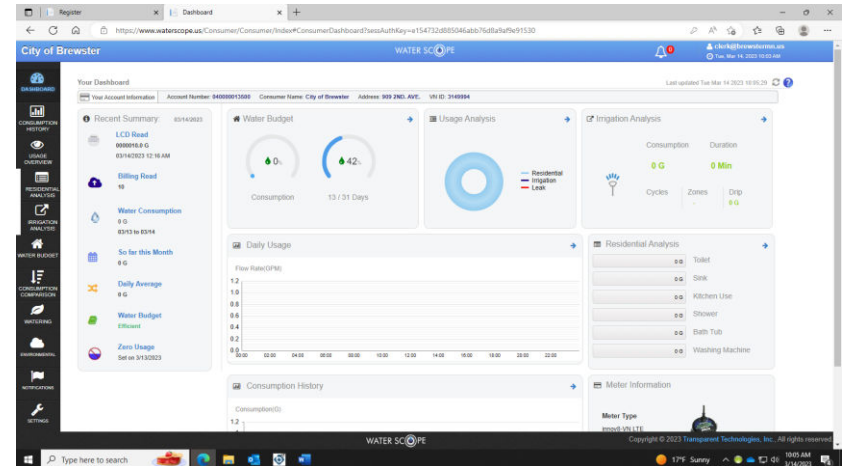 Register
Dashboard
https://www.waterscope.us/Consumer/Consumer/Index#ConsumerDashboard?sessAuthKey=e154732d885046abb76d8a9af9e91530
City of Brewster
WATER SCOPE
clerk@brewstermn.us
Tue, Mar 14, 2023 10:05 AM
DASHBOARD
CONSUMPTION HISTORY
USAGE OVERVIEW
RESIDENTIAL ANALYSIS
IRRIGATION ANALYSIS
WATER BUDGET
CONSUMPTION COMPARISON
WATERING
ENVIRONMENTAL
NOTIFICATIONS
SETTINGS
Your Dashboard
Last updated Tue Mar 14 2023 10:05:29
Your Account Information Account Number: 040000013680 Consumer Name: City of Brewster Address: 909 2ND. AVE. VN ID: 3149984
Recent Summary 03/14/2023
LCD Read
0000010.0 G
03/14/2023 12:16 AM
Billing Read
10
Water Consumption
0 G
03/13 to 03/14
So far this Month
0 G
Daily Average
0 G
Water Budget
Efficient
Zero Usage
Set on 3/13/2023
Water Budget
0%
42%
Consumption
13 / 31 Days
Usage Analysis
Residential
Irrigation
Leak
Irrigation Analysis
Consumption Duration
0 G 0 Min
Cycles Zones Drip
- 0 G
Daily Usage
Flow Rate(GPM)
1.2
1.0
0.8
0.6
0.4
0.2
0.0
00:00 02:00 04:00 06:00 08:00 10:00 12:00 14:00 16:00 18:00 20:00 22:00
Residential Analysis
0 G Toilet
0 G Sink
0 G Kitchen Use
0 G Shower
0 G Bath Tub
0 G Washing Machine
Consumption History
Consumption(G)
1.2
Meter Information
Meter Type
innov8-VN LTE
WATER SCOPE
Copyright © 2023 Transparent Technologies, Inc., All rights reserved.
Type here to search
17°F Sunny
10:05 AM
3/14/2023